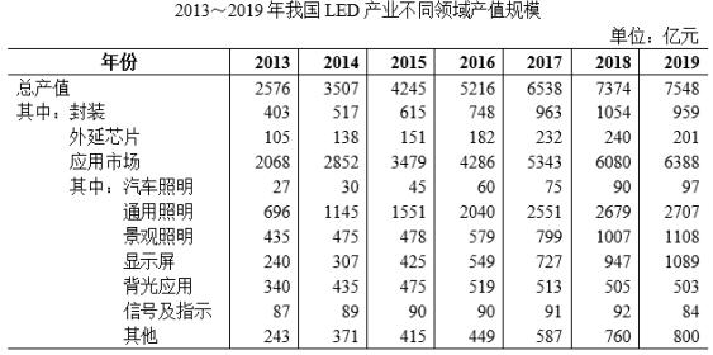 2013～2019年我国LED产业不同领域产值规模
单位：亿元
年份 2013 2014 2015 2016 2017 2018 2019
总产值 2576 3507 4245 5216 6538 7374 7548
其中：封装 403 517 615 748 963 1054 959
外延芯片 105 138 151 182 232 240 201
应用市场 2068 2852 3479 4286 5343 6080 6388
其中：汽车照明 27 30 45 60 75 90 97
通用照明 696 1145 1551 2040 2551 2679 2707
景观照明 435 475 478 579 799 1007 1108
显示屏 240 307 425 549 727 947 1089
背光应用 340 435 475 519 513 505 503
信号及指示 87 89 90 90 91 92 84
其他 243 371 415 449 587 760 800